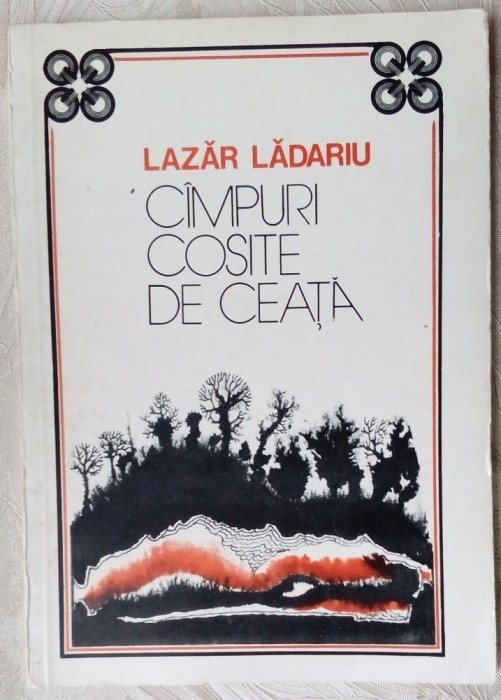 LAZĂR LĂDARIU
CÎMPURI
COSITE
DE CEAȚĂ